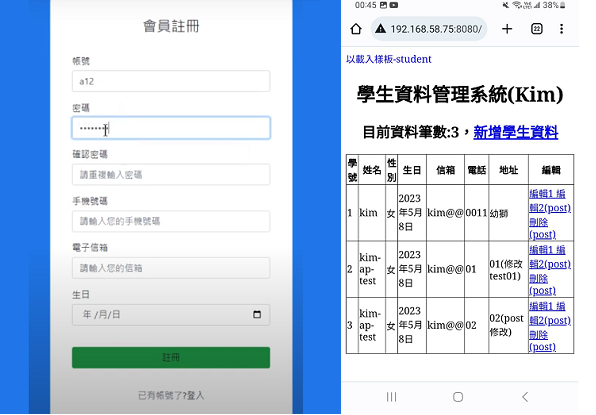 會員註冊
帳號
a12
密碼
•••••••
確認密碼
請重複輸入密碼
手機號碼
請輸入您的手機號碼
電子信箱
請輸入您的信箱
生日
年 /月/日
註冊
已有帳號了?登入
00:45
38%
192.168.58.75:8080/
22
以載入樣板-student
學生資料管理系統(Kim)
目前資料筆數:3，新增學生資料
學號 姓名 性別 生日 信箱 電話 地址 編輯
1 kim 女 2023年5月8日 kim@@ 0011 幼獅 編輯1 編輯2(post) 刪除(post)
2 kim-ap-test 女 2023年5月8日 kim@@ 01 01(修改test01) 編輯1 編輯2(post) 刪除(post)
3 kim-ap-test 女 2023年5月8日 kim@@ 02 02(post修改) 編輯1 編輯2(post) 刪除(post)